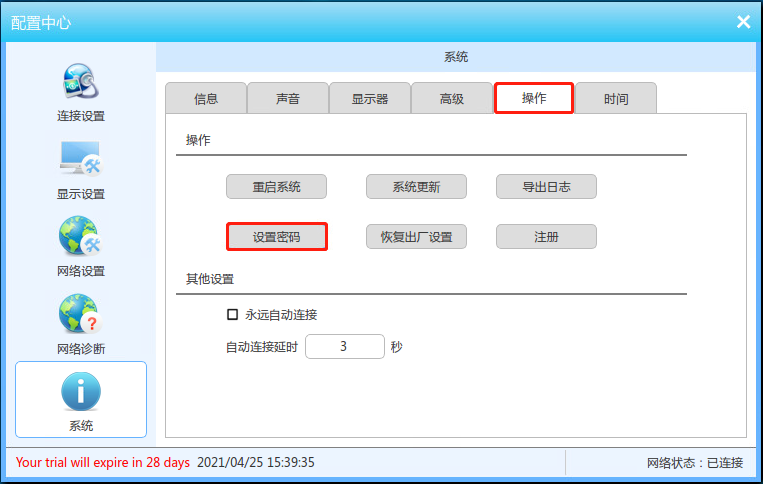 配置中心
连接设置
显示设置
网络设置
网络诊断
系统
系统
信息 声音 显示器 高级 操作 时间
操作
重启系统 系统更新 导出日志
设置密码 恢复出厂设置 注册
其他设置
永远自动连接
自动连接延时 3 秒
Your trial will expire in 28 days 2021/04/25 15:39:35 网络状态：已连接